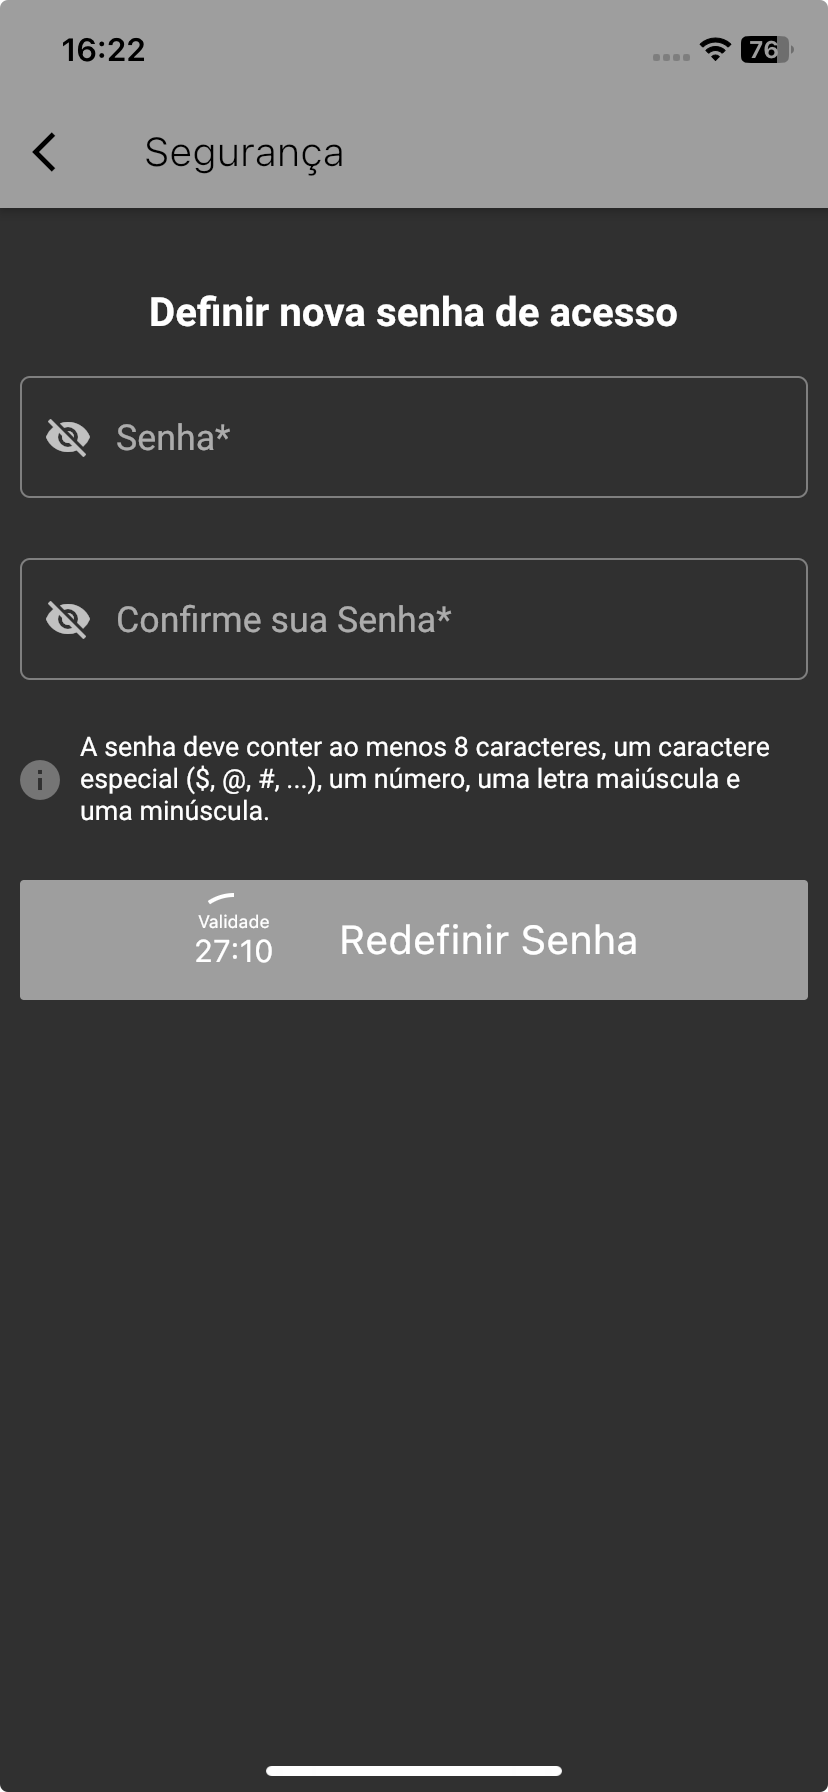 16:22
76
Segurança
Definir nova senha de acesso
Senha*
Confirme sua Senha*
A senha deve conter ao menos 8 caracteres, um caractere
especial ($, @, #, ...), um número, uma letra maiúscula e
uma minúscula.
Validade
27:10
Redefinir Senha